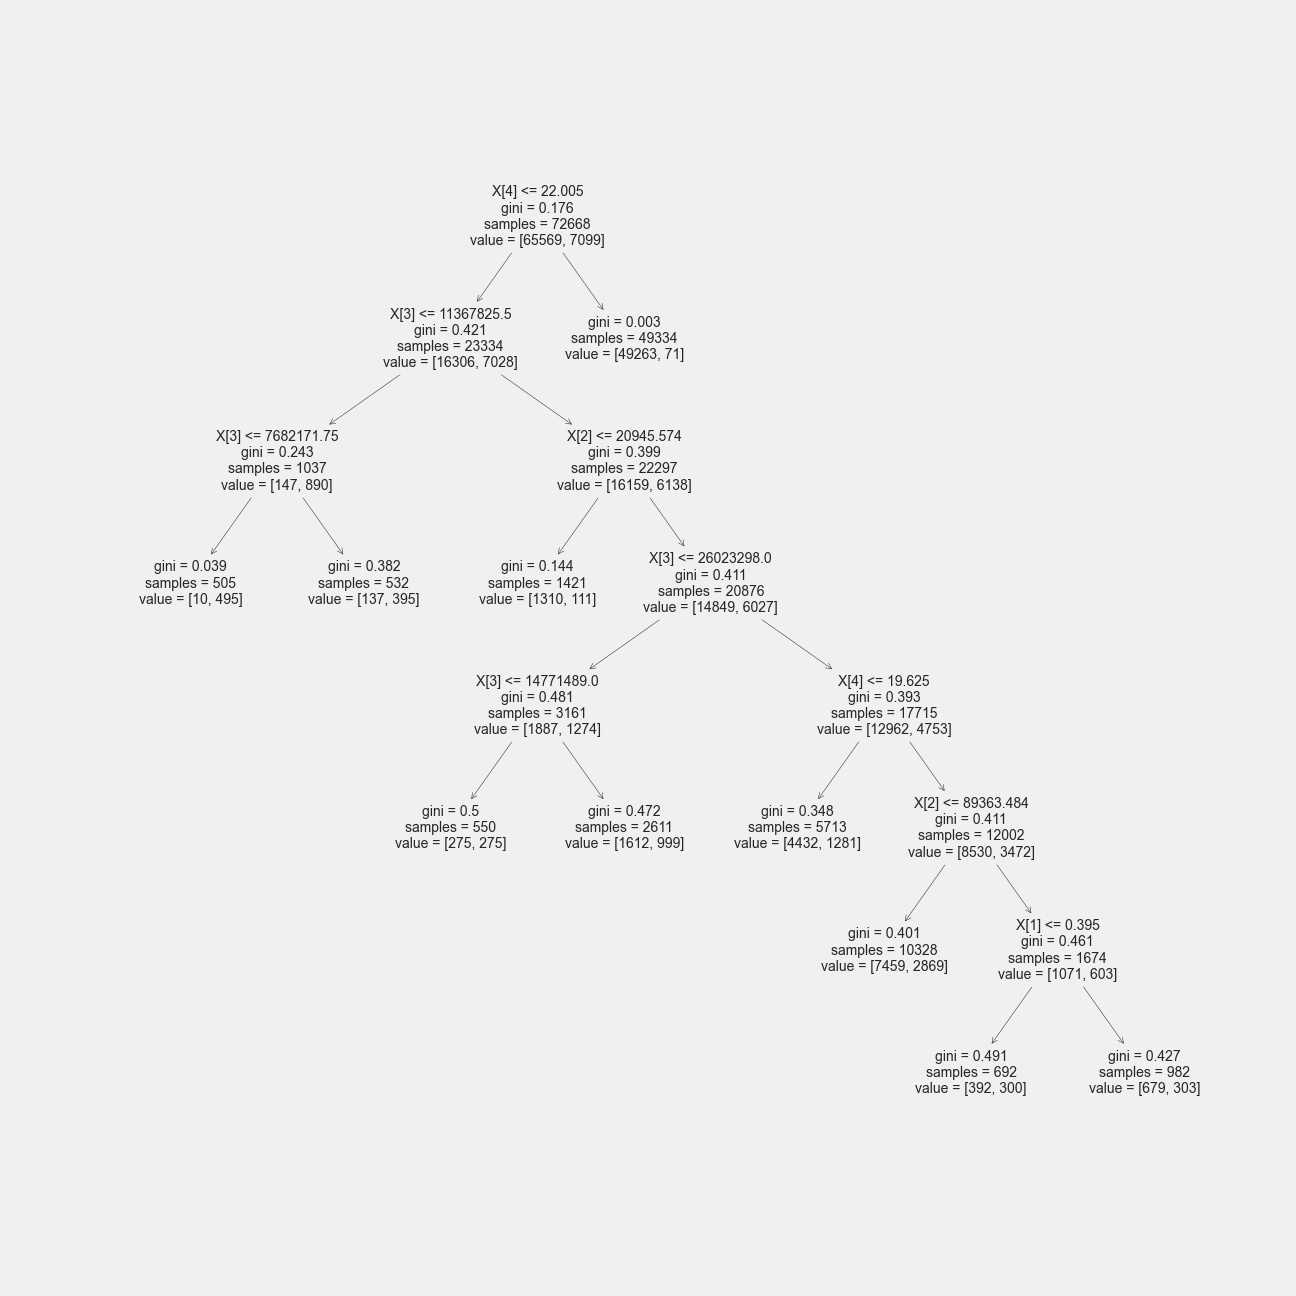 X[4] <= 22.005
gini = 0.176
samples = 72668
value = [65569, 7099]
X[3] <= 11367825.5
gini = 0.421
samples = 23334
value = [16306, 7028]
gini = 0.003
samples = 49334
value = [49263, 71]
X[3] <= 7682171.75
gini = 0.243
samples = 1037
value = [147, 890]
X[2] <= 20945.574
gini = 0.399
samples = 22297
value = [16159, 6138]
gini = 0.039
samples = 505
value = [10, 495]
gini = 0.382
samples = 532
value = [137, 395]
gini = 0.144
samples = 1421
value = [1310, 111]
X[3] <= 26023298.0
gini = 0.411
samples = 20876
value = [14849, 6027]
X[3] <= 14771489.0
gini = 0.481
samples = 3161
value = [1887, 1274]
X[4] <= 19.625
gini = 0.393
samples = 17715
value = [12962, 4753]
gini = 0.5
samples = 550
value = [275, 275]
gini = 0.472
samples = 2611
value = [1612, 999]
gini = 0.348
samples = 5713
value = [4432, 1281]
X[2] <= 89363.484
gini = 0.411
samples = 12002
value = [8530, 3472]
gini = 0.401
samples = 10328
value = [7459, 2869]
X[1] <= 0.395
gini = 0.461
samples = 1674
value = [1071, 603]
gini = 0.491
samples = 692
value = [392, 300]
gini = 0.427
samples = 982
value = [679, 303]